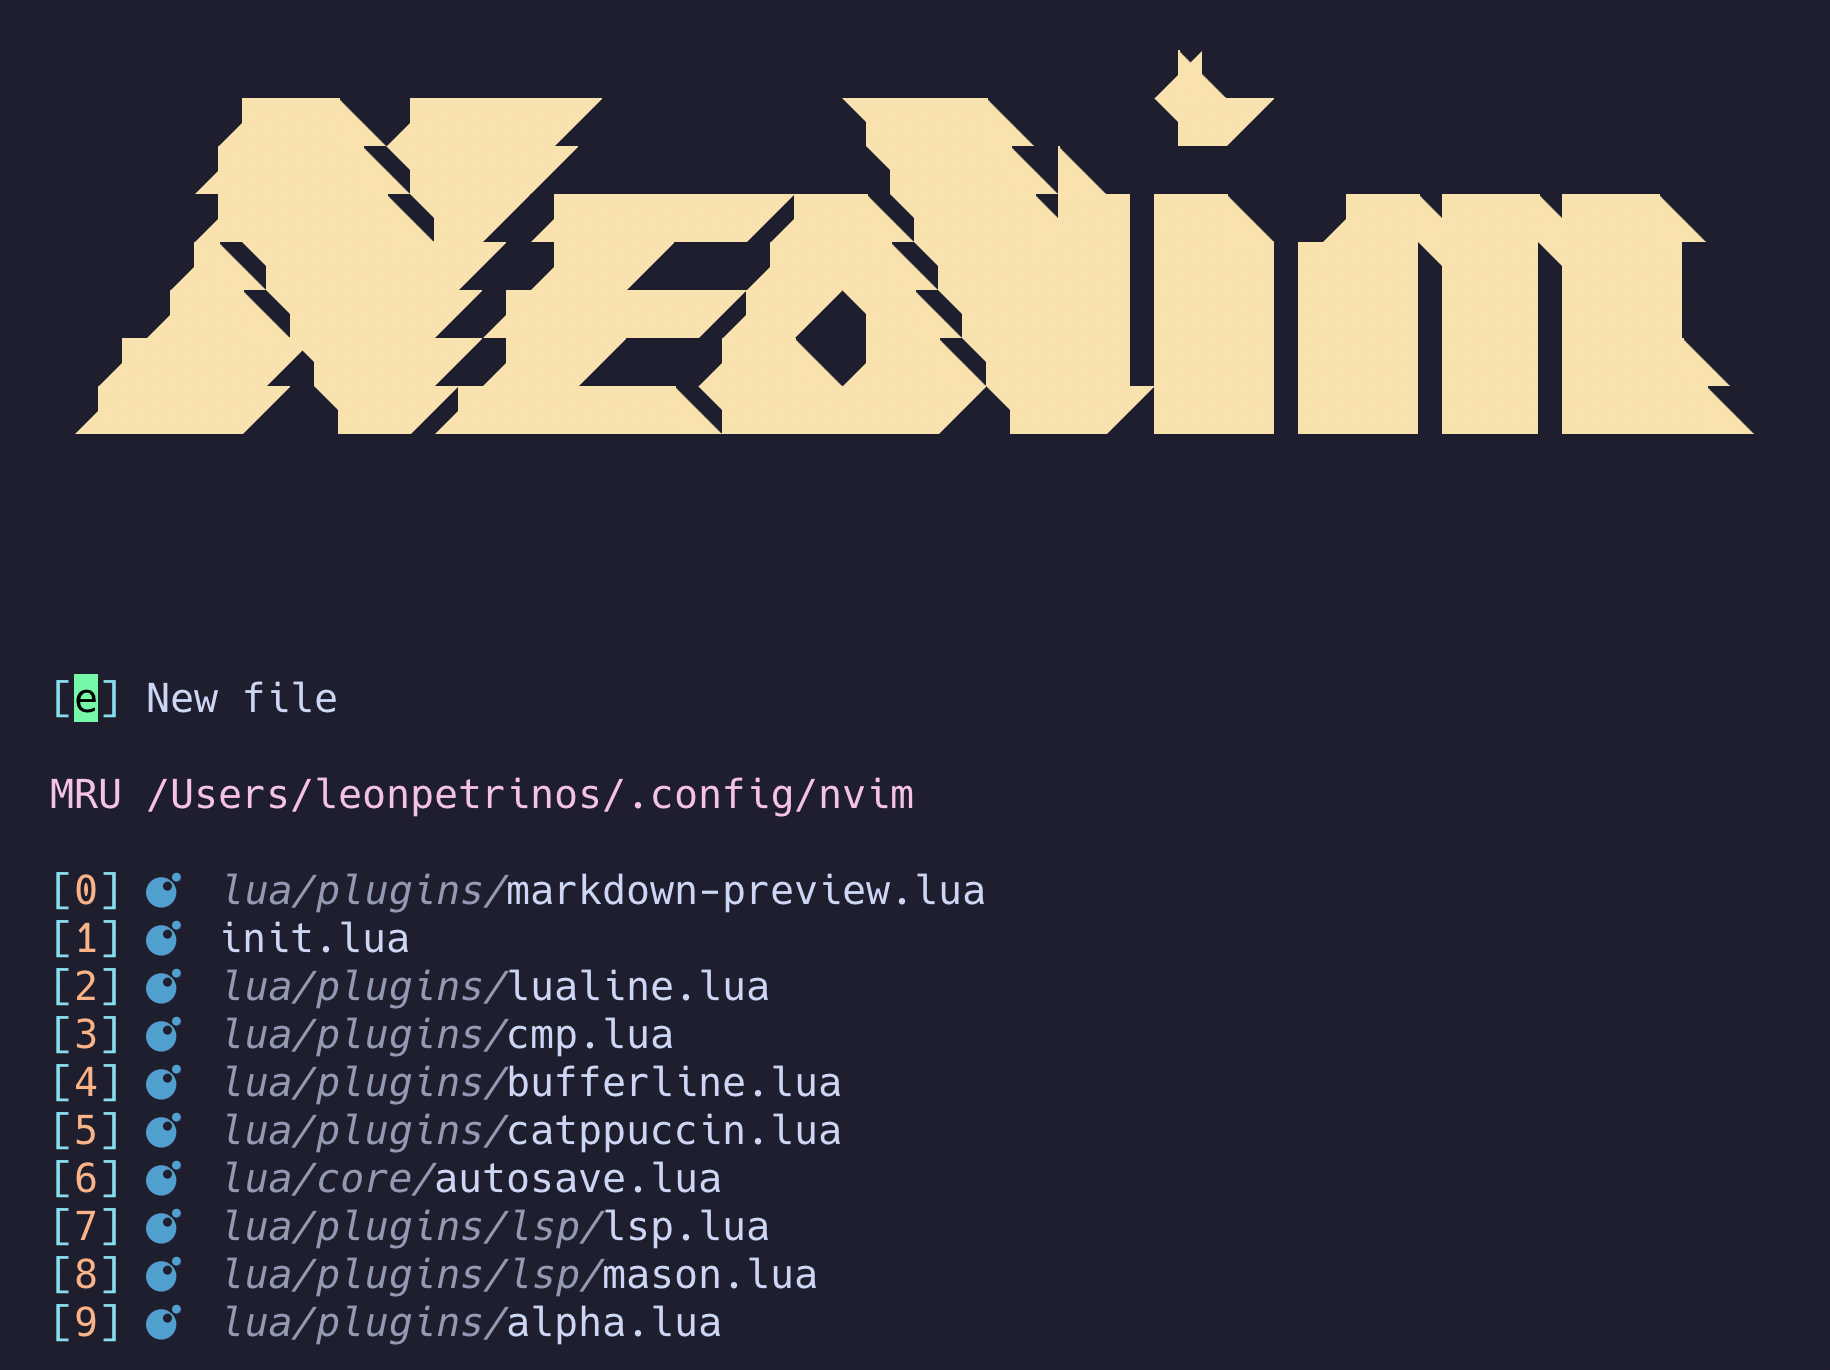 Neovim
[e] New file
MRU /Users/leonpetrinos/.config/nvim
[0] lua/plugins/markdown-preview.lua
[1] init.lua
[2] lua/plugins/lualine.lua
[3] lua/plugins/cmp.lua
[4] lua/plugins/bufferline.lua
[5] lua/plugins/catppuccin.lua
[6] lua/core/autosave.lua
[7] lua/plugins/lsp/lsp.lua
[8] lua/plugins/lsp/mason.lua
[9] lua/plugins/alpha.lua